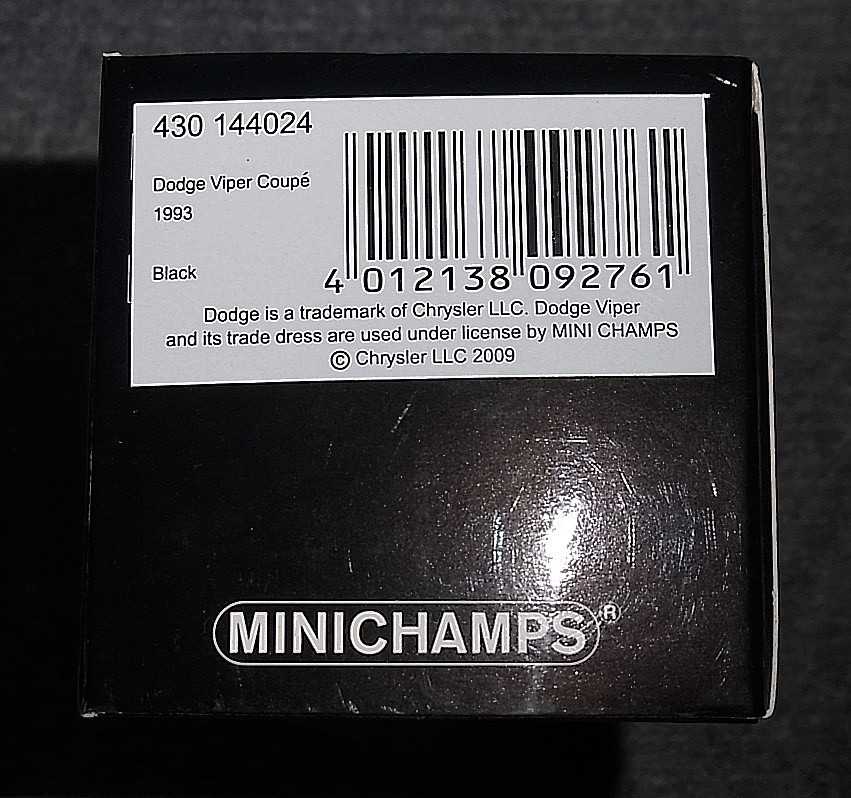 430 144024
Dodge Viper Coupé
1993
Black
4 012138 092761
Dodge is a trademark of Chrysler LLC. Dodge Viper
and its trade dress are used under license by MINI CHAMPS
© Chrysler LLC 2009
MINICHAMPS®